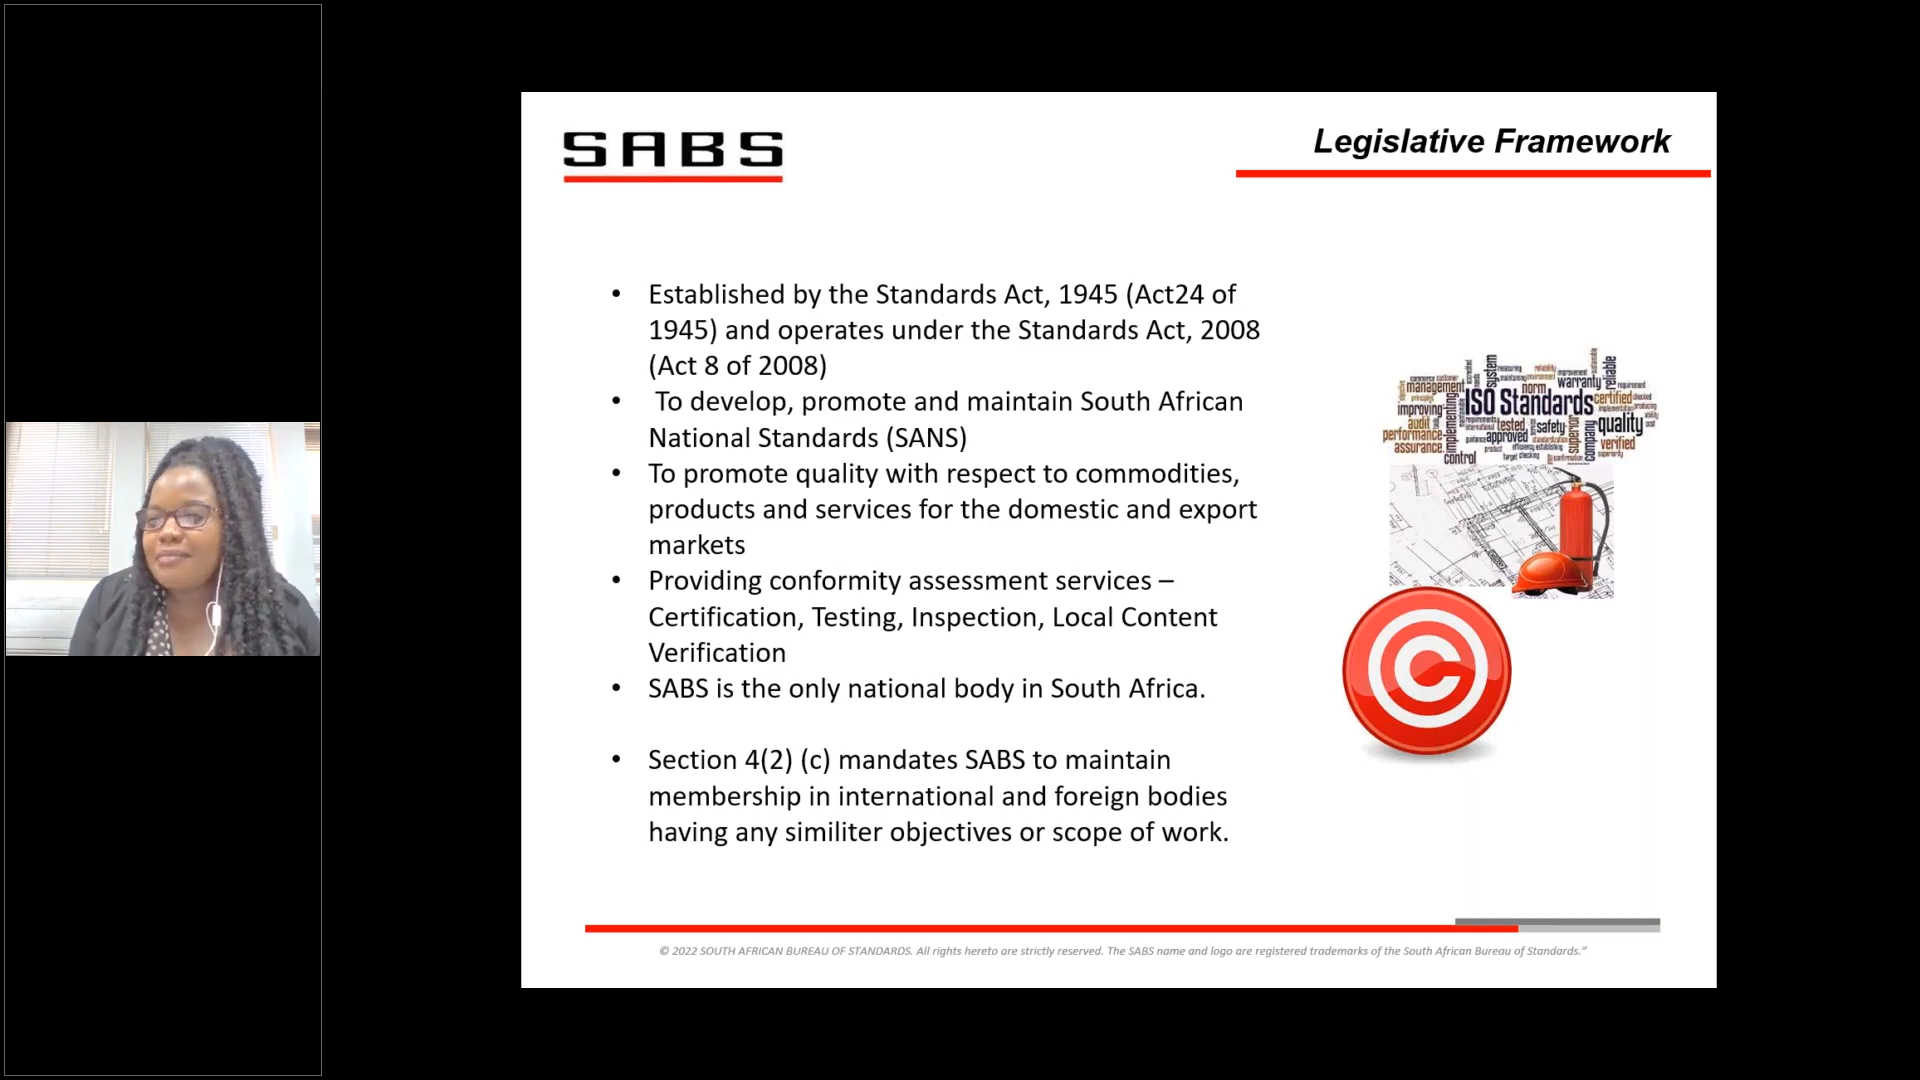 SABS
Legislative Framework
• Established by the Standards Act, 1945 (Act24 of
1945) and operates under the Standards Act, 2008
(Act 8 of 2008)
• To develop, promote and maintain South African
National Standards (SANS)
• To promote quality with respect to commodities,
products and services for the domestic and export
markets
• Providing conformity assessment services –
Certification, Testing, Inspection, Local Content
Verification
• SABS is the only national body in South Africa.
• Section 4(2) (c) mandates SABS to maintain
membership in international and foreign bodies
having any similiter objectives or scope of work.
system
reliable
management
norm
warranty
improving
implementing
ISO Standards
certified
audit
tested
safety
superior
company
quality
performance
approved
verified
assurance
control
©
© 2022 SOUTH AFRICAN BUREAU OF STANDARDS. All rights hereto are strictly reserved. The SABS name and logo are registered trademarks of the South African Bureau of Standards.”